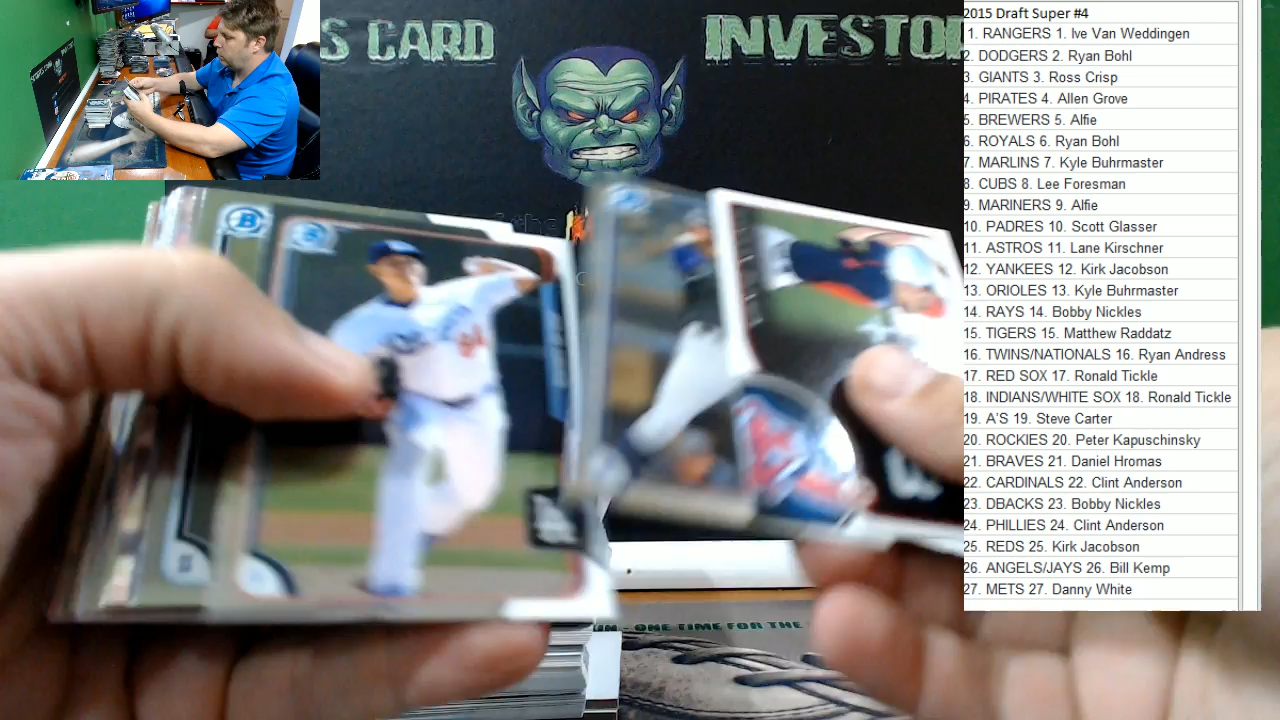 S CARD INVESTO
2015 Draft Super #4
1. RANGERS 1. Ive Van Weddingen
2. DODGERS 2. Ryan Bohl
3. GIANTS 3. Ross Crisp
4. PIRATES 4. Allen Grove
5. BREWERS 5. Alfie
6. ROYALS 6. Ryan Bohl
7. MARLINS 7. Kyle Buhrmaster
8. CUBS 8. Lee Foresman
9. MARINERS 9. Alfie
10. PADRES 10. Scott Glasser
11. ASTROS 11. Lane Kirschner
12. YANKEES 12. Kirk Jacobson
13. ORIOLES 13. Kyle Buhrmaster
14. RAYS 14. Bobby Nickles
15. TIGERS 15. Matthew Raddatz
16. TWINS/NATIONALS 16. Ryan Andress
17. RED SOX 17. Ronald Tickle
18. INDIANS/WHITE SOX 18. Ronald Tickle
19. A'S 19. Steve Carter
20. ROCKIES 20. Peter Kapuschinsky
21. BRAVES 21. Daniel Hromas
22. CARDINALS 22. Clint Anderson
23. DBACKS 23. Bobby Nickles
24. PHILLIES 24. Clint Anderson
25. REDS 25. Kirk Jacobson
26. ANGELS/JAYS 26. Bill Kemp
27. METS 27. Danny White
B
B
- ONE TIME FOR THE